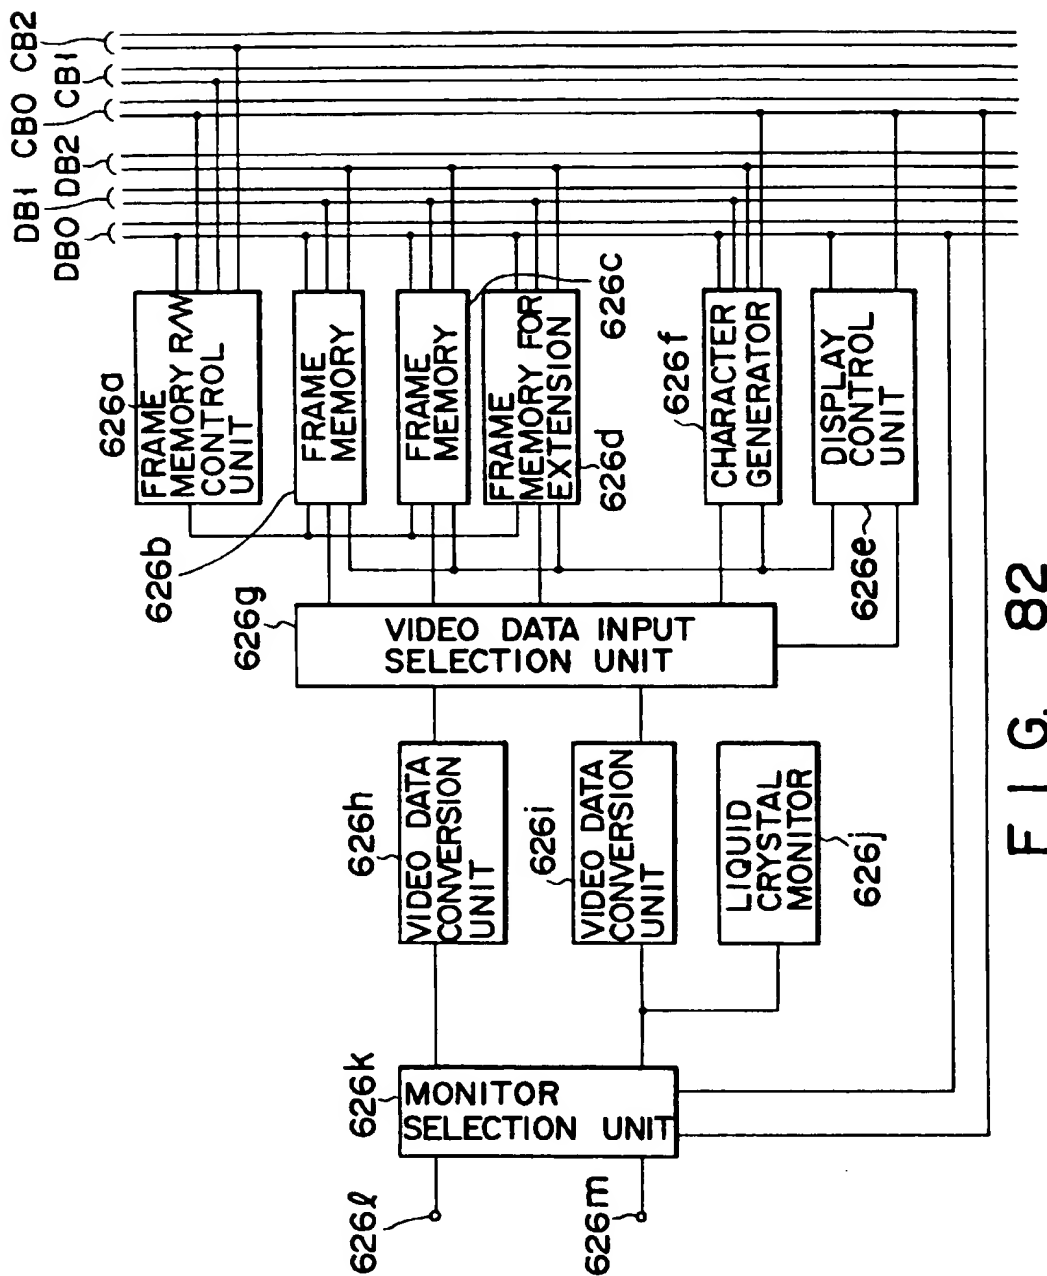 DB0
DB1
DB2
CB0
CB1
CB2
626a
FRAME
MEMORY R/W
CONTROL
UNIT
626b
FRAME
MEMORY
FRAME
MEMORY
626c
FRAME
MEMORY FOR
EXTENSION
626d
626f
CHARACTER
GENERATOR
DISPLAY
CONTROL
UNIT
626e
626g
VIDEO DATA INPUT
SELECTION UNIT
626h
VIDEO DATA
CONVERSION
UNIT
626i
VIDEO DATA
CONVERSION
UNIT
LIQUID
CRYSTAL
MONITOR
626j
626k
MONITOR
SELECTION UNIT
626ℓ
626m
FIG. 82